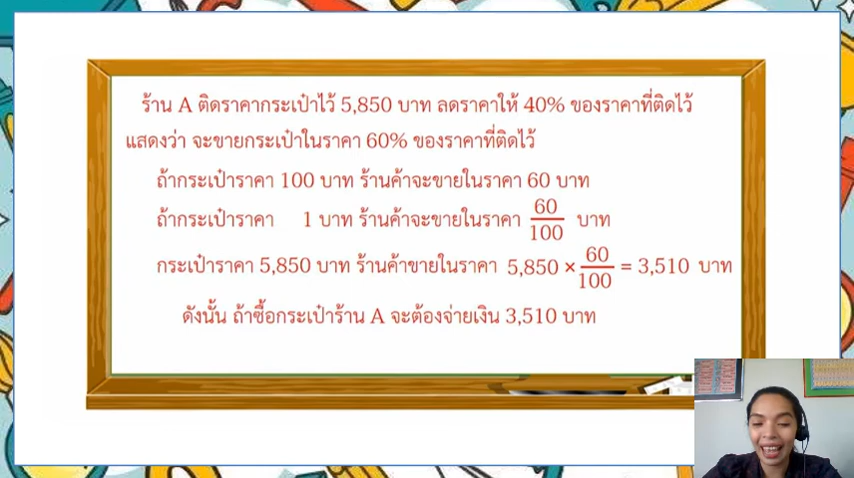 ร้าน A ติดราคากระเป๋าไว้ 5,850 บาท ลดราคาให้ 40% ของราคาที่ติดไว้
แสดงว่า จะขายกระเป๋าในราคา 60% ของราคาที่ติดไว้
ถ้ากระเป๋าราคา 100 บาท ร้านค้าจะขายในราคา 60 บาท
ถ้ากระเป๋าราคา 1 บาท ร้านค้าจะขายในราคา 60/100 บาท
กระเป๋าราคา 5,850 บาท ร้านค้าขายในราคา 5,850 × 60/100 = 3,510 บาท
ดังนั้น ถ้าซื้อกระเป๋าร้าน A จะต้องจ่ายเงิน 3,510 บาท